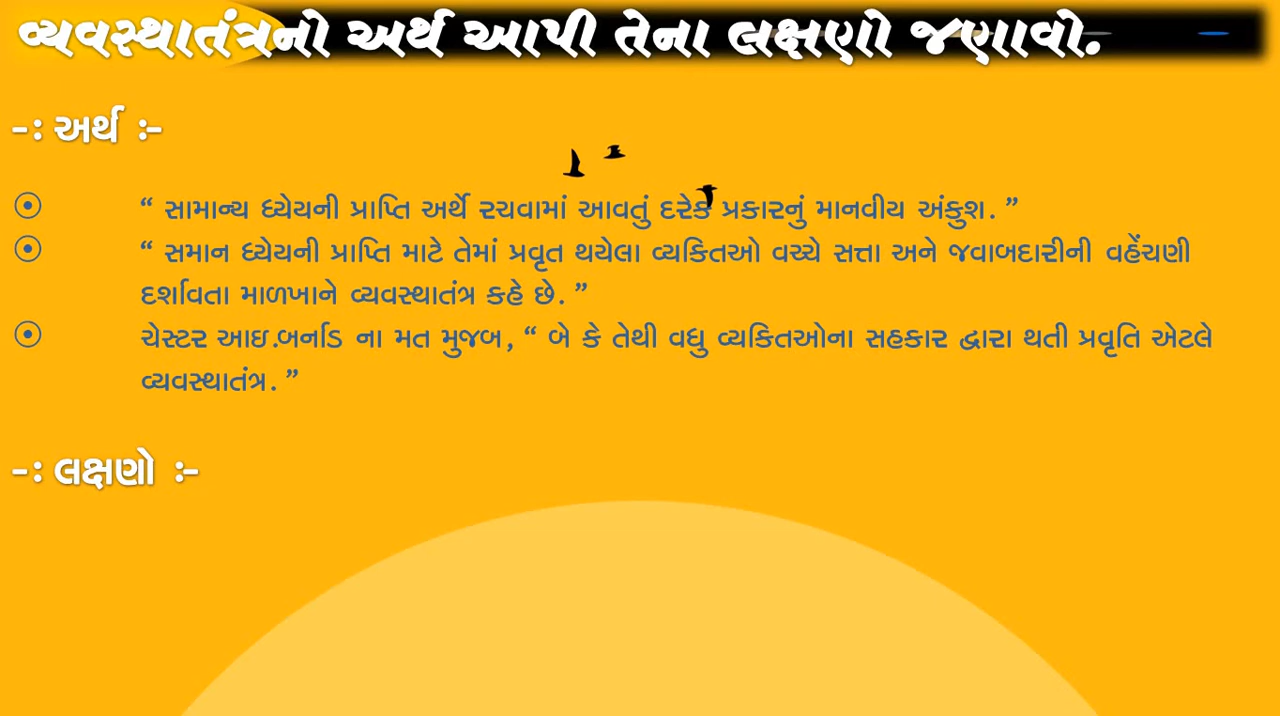 વ્યવસ્થાતંત્રનો અર્થ આપી તેના લક્ષણો જણાવો.
-: અર્થ :-
“ સામાન્ય ધ્યેયની પ્રાપ્તિ અર્થે રચવામાં આવતું દરેક પ્રકારનું માનવીય અંકુશ. ”
“ સમાન ધ્યેયની પ્રાપ્તિ માટે તેમાં પ્રવૃત થયેલા વ્યકિતઓ વચ્ચે સત્તા અને જવાબદારીની વહેંચણી
દર્શાવતા માળખાને વ્યવસ્થાતંત્ર કહે છે. ”
ચેસ્ટર આઇ.બર્નાડ ના મત મુજબ, “ બે કે તેથી વધુ વ્યકિતઓના સહકાર દ્વારા થતી પ્રવૃતિ એટલે
વ્યવસ્થાતંત્ર. ”
-: લક્ષણો :-